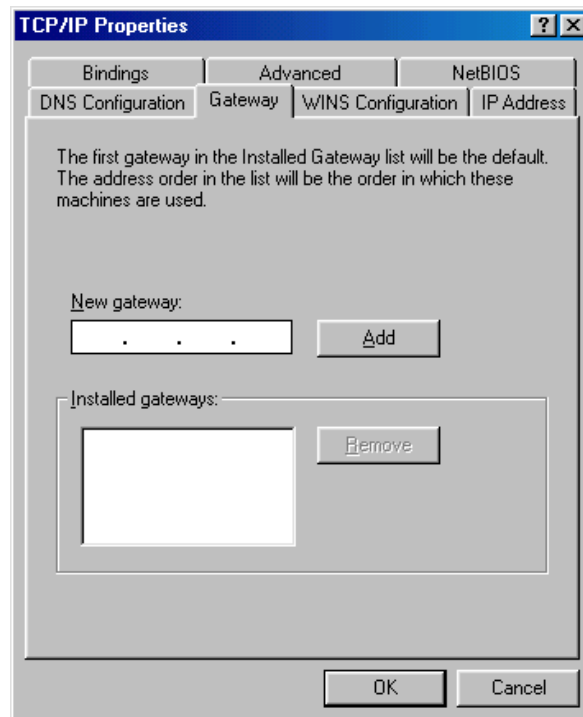 TCP/IP Properties
? ×
Bindings Advanced NetBIOS
DNS Configuration Gateway WINS Configuration IP Address
The first gateway in the Installed Gateway list will be the default.
The address order in the list will be the order in which these
machines are used.
New gateway:
. . .
Add
Installed gateways:
Remove
OK Cancel